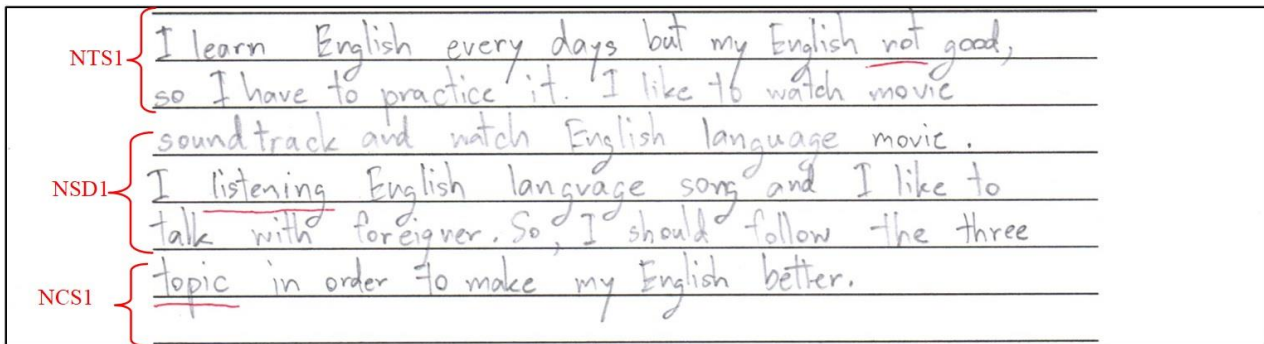 NTS1
I learn English every days but my English not good,
so I have to practice it. I like to watch movie
soundtrack and watch English language movie.
NSD1
I listening English language song and I like to
talk with foreigner. So, I should follow the three
NCS1
topic in order to make my English better.